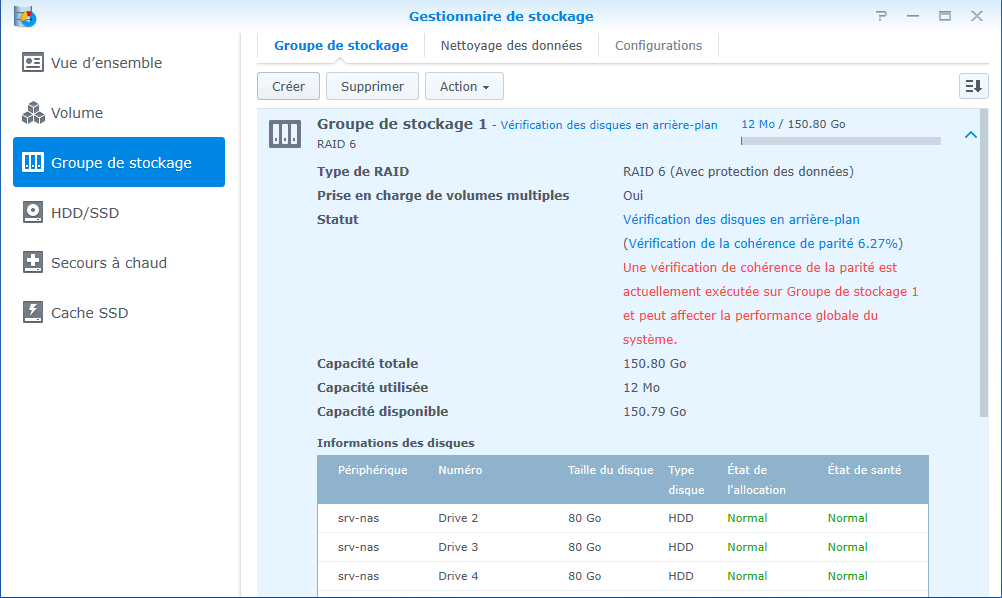 Gestionnaire de stockage
Vue d’ensemble
Volume
Groupe de stockage
HDD/SSD
Secours à chaud
Cache SSD
Groupe de stockage Nettoyage des données Configurations
Créer Supprimer Action
Groupe de stockage 1 - Vérification des disques en arrière-plan 12 Mo / 150.80 Go
RAID 6
Type de RAID RAID 6 (Avec protection des données)
Prise en charge de volumes multiples Oui
Statut Vérification des disques en arrière-plan
(Vérification de la cohérence de parité 6.27%)
Une vérification de cohérence de la parité est
actuellement exécutée sur Groupe de stockage 1
et peut affecter la performance globale du
système.
Capacité totale 150.80 Go
Capacité utilisée 12 Mo
Capacité disponible 150.79 Go
Informations des disques
Périphérique Numéro Taille du disque Type disque État de l'allocation État de santé
srv-nas Drive 2 80 Go HDD Normal Normal
srv-nas Drive 3 80 Go HDD Normal Normal
srv-nas Drive 4 80 Go HDD Normal Normal